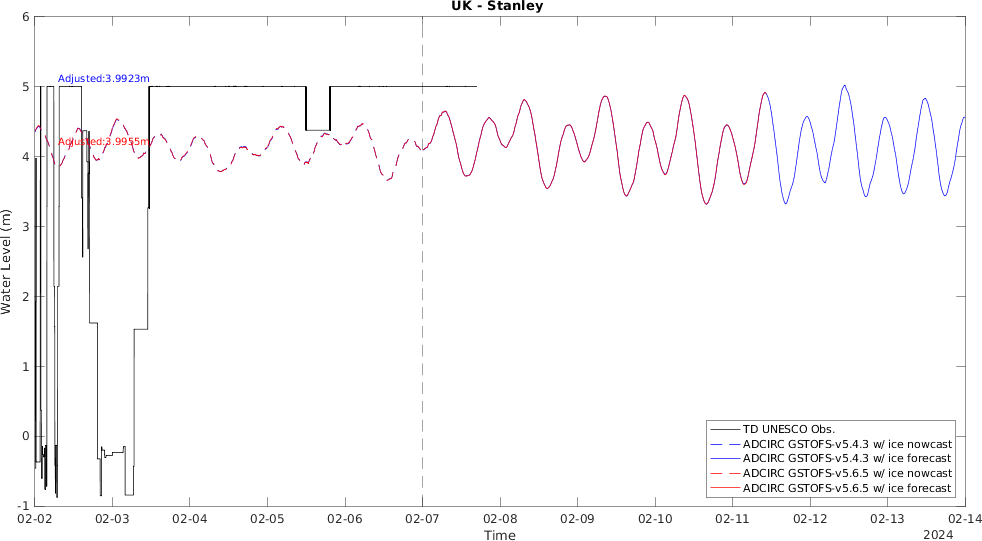 UK - Stanley
6
5
4
3
2
1
0
-1
Water Level (m)
Adjusted:3.9923m
Adjusted:3.9955m
TD UNESCO Obs.
ADCIRC GSTOFS-v5.4.3 w/ ice nowcast
ADCIRC GSTOFS-v5.4.3 w/ ice forecast
ADCIRC GSTOFS-v5.6.5 w/ ice nowcast
ADCIRC GSTOFS-v5.6.5 w/ ice forecast
02-02 02-03 02-04 02-05 02-06 02-07 02-08 02-09 02-10 02-11 02-12 02-13 02-14
Time
2024